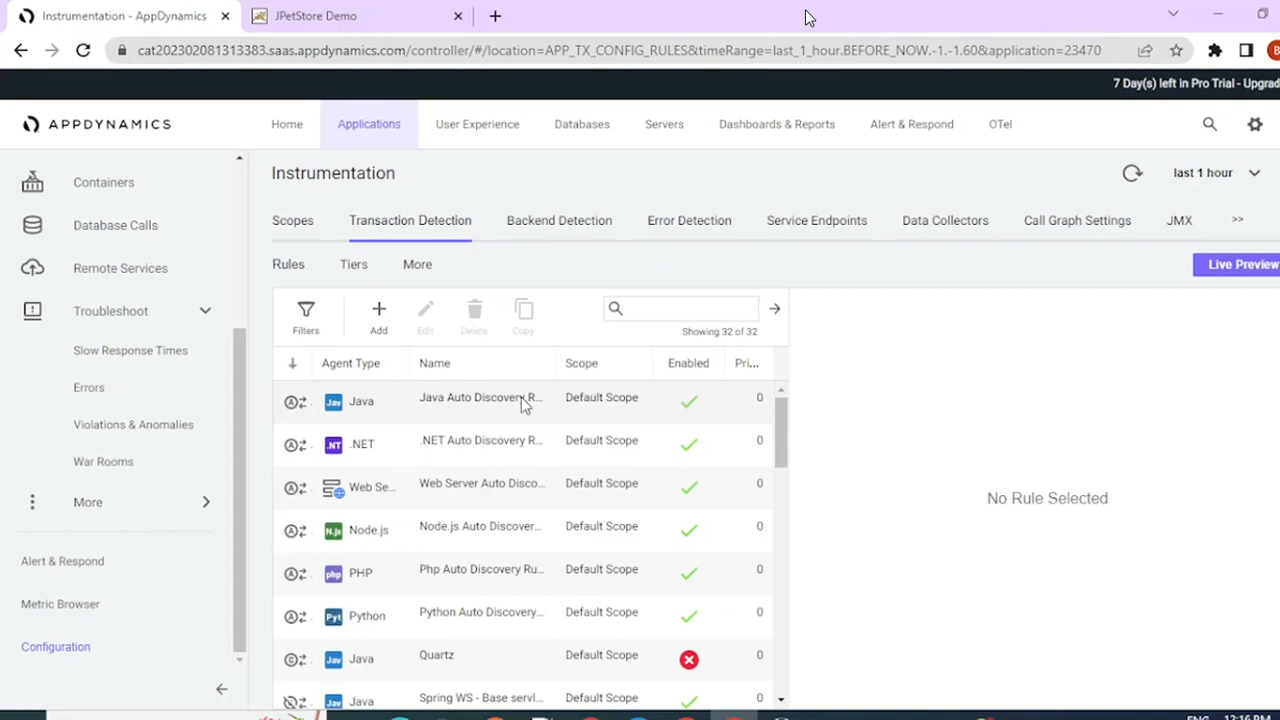 Instrumentation - AppDynamics
JPetStore Demo
cat202302081313383.saas.appdynamics.com/controller/#/location=APP_TX_CONFIG_RULES&timeRange=last_1_hour.BEFORE_NOW.-1.-1.60&application=23470
7 Day(s) left in Pro Trial - Upgrad
APPDYNAMICS
Home Applications User Experience Databases Servers Dashboards & Reports Alert & Respond OTel
Containers
Database Calls
Remote Services
Troubleshoot
Slow Response Times
Errors
Violations & Anomalies
War Rooms
More
Alert & Respond
Metric Browser
Configuration
Instrumentation
last 1 hour
Scopes Transaction Detection Backend Detection Error Detection Service Endpoints Data Collectors Call Graph Settings JMX >>
Rules Tiers More
Live Preview
Filters Add Edit Delete Copy
Showing 32 of 32
Agent Type Name Scope Enabled Pri...
Java Java Auto Discovery R... Default Scope 0
.NET .NET Auto Discovery R... Default Scope 0
Web Se... Web Server Auto Disco... Default Scope 0
Node.js Node.js Auto Discover... Default Scope 0
PHP Php Auto Discovery Ru... Default Scope 0
Python Python Auto Discovery... Default Scope 0
Java Quartz Default Scope 0
Java Spring WS - Base servl... Default Scope 0
No Rule Selected
ENG 12:16 PM